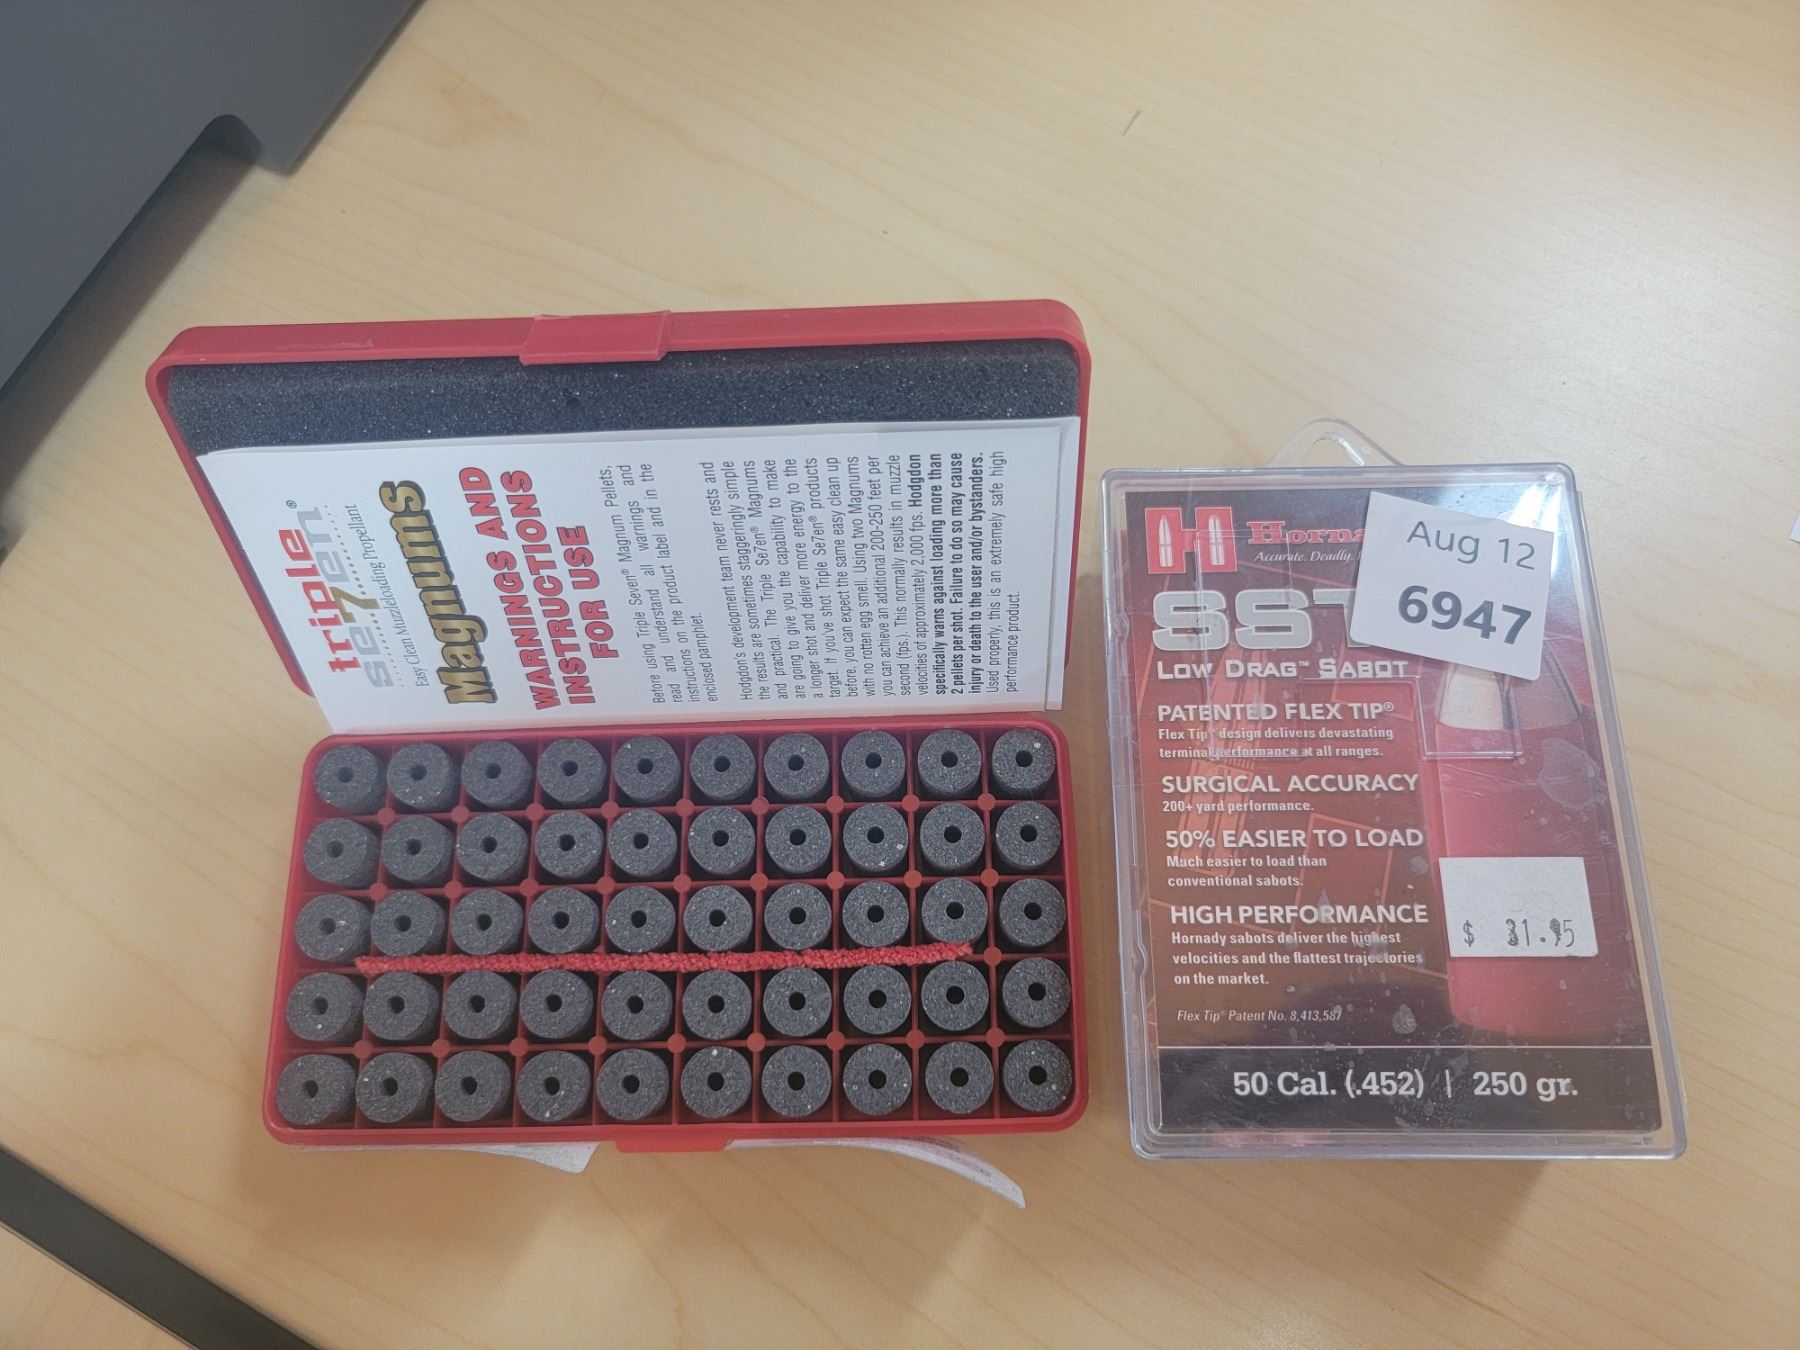 triple®
se7en
Easy Clean Muzzleloading Propellant
Magnums
WARNINGS AND
INSTRUCTIONS
FOR USE
Before using Triple Seven® Magnum Pellets,
read and understand all warnings and
instructions on the product label and in the
enclosed pamphlet.
Hodgdon's development team never rests and
the results are sometimes staggeringly simple
and practical. The Triple Se7en® Magnums
are going to give you the capability to make
a longer shot and deliver more energy to the
target. If you've shot Triple Se7en® products
before, you can expect the same easy clean up
with no rotten egg smell. Using two Magnums
you can achieve an additional 200-250 feet per
second (fps.). This normally results in muzzle
velocities of approximately 2,000 fps. Hodgdon
specifically warns against loading more than
2 pellets per shot. Failure to do so may cause
injury or death to the user and/or bystanders.
Used properly, this is an extremely safe high
performance product.
H Horna
Accurate. Deadly.
Aug 12
6947
SST
LOW DRAG™ SABOT
PATENTED FLEX TIP®
Flex Tip® design delivers devastating
terminal performance at all ranges.
SURGICAL ACCURACY
200+ yard performance.
50% EASIER TO LOAD
Much easier to load than
conventional sabots.
HIGH PERFORMANCE
Hornady sabots deliver the highest
velocities and the flattest trajectories
on the market.
Flex Tip® Patent No. 8,413,587
$ 21.95
50 Cal. (.452) | 250 gr.